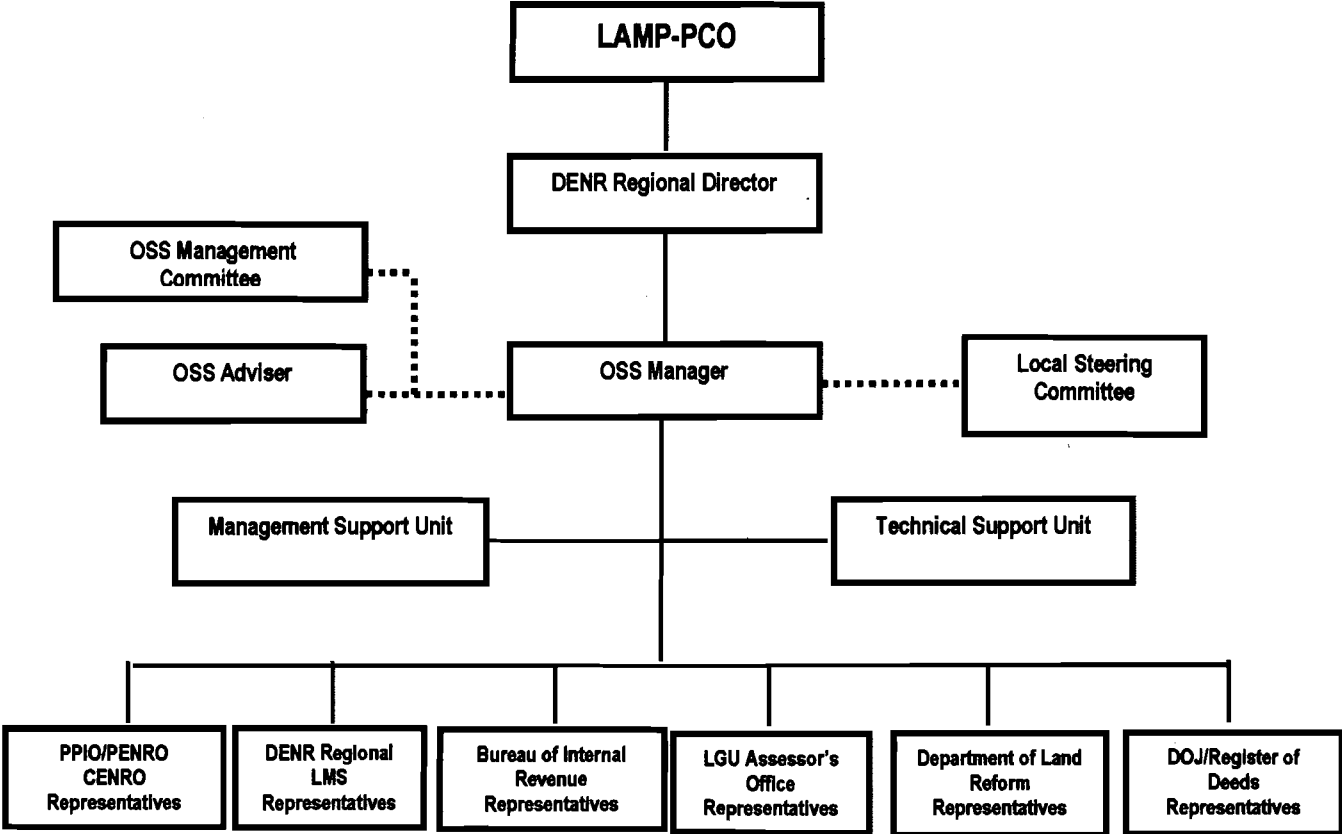 LAMP-PCO
DENR Regional Director
OSS Management
Committee
OSS Adviser
OSS Manager
Local Steering
Committee
Management Support Unit
Technical Support Unit
PPIO/PENRO
CENRO
Representatives
DENR Regional
LMS
Representatives
Bureau of Internal
Revenue
Representatives
LGU Assessor's
Office
Representatives
Department of Land
Reform
Representatives
DOJ/Register of
Deeds
Representatives